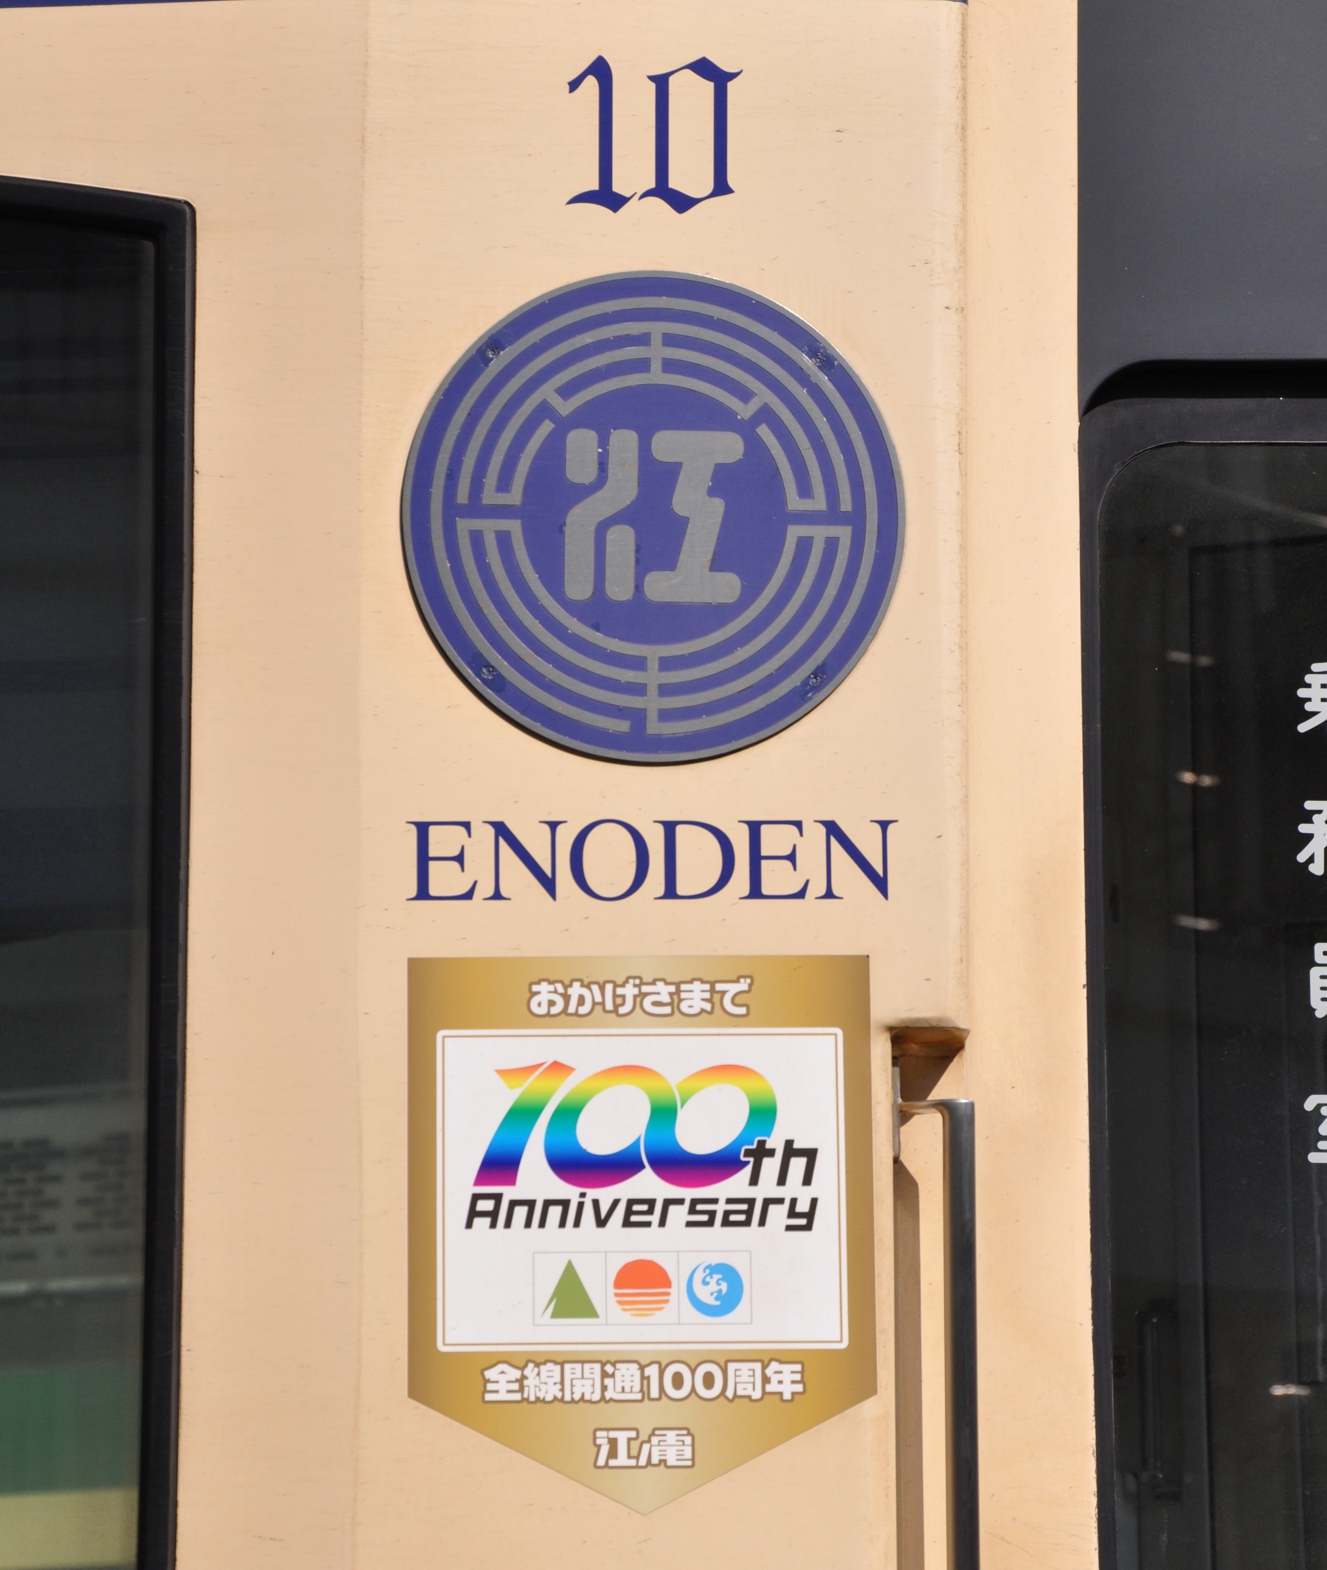 10
江
ENODEN
おかげさまで
100th
Anniversary
全線開通100周年
江ノ電